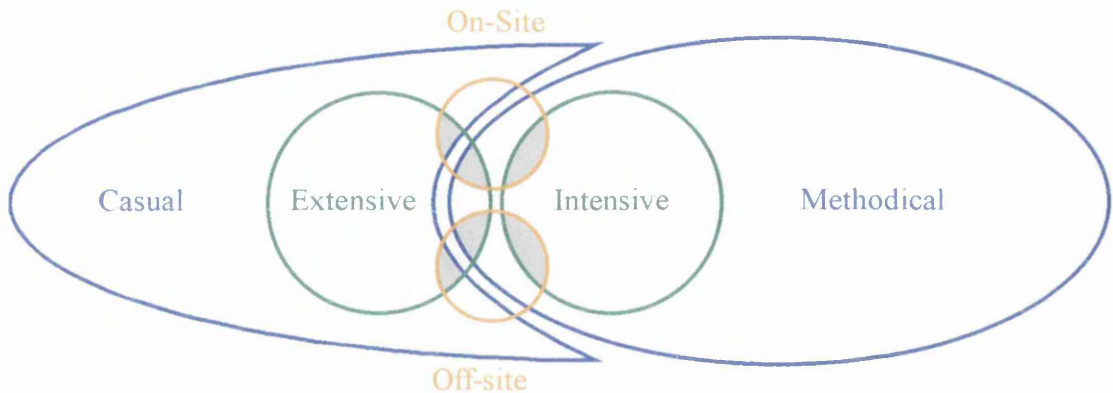 On-Site
Casual
Extensive
Intensive
Methodical
Off-site